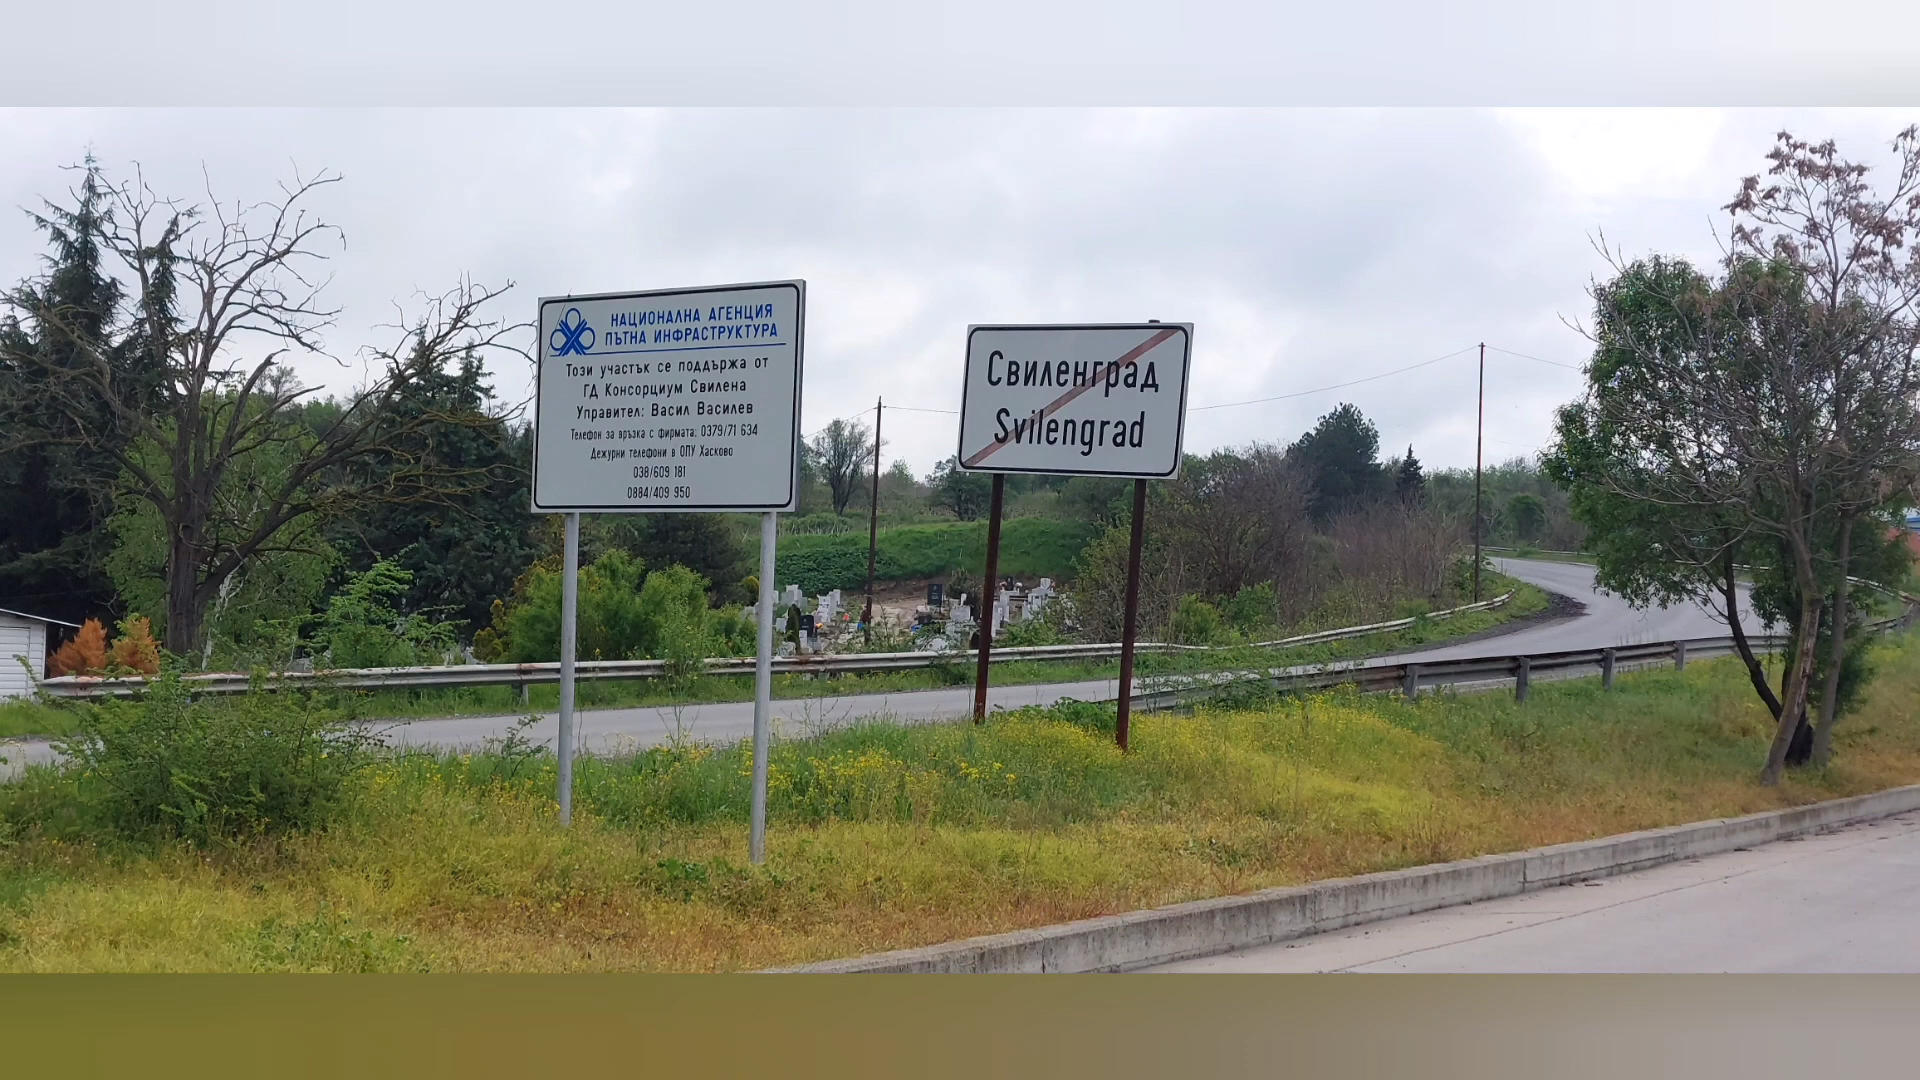 НАЦИОНАЛНА АГЕНЦИЯ
ПЪТНА ИНФРАСТРУКТУРА
Този участък се поддържа от
ГД Консорциум Свилена
Управител: Васил Василев
Телефон за връзка с фирмата: 0379/71 634
Дежурни телефони в ОПУ Хасково
038/609 181
0884/409 950
Свиленград
Svilengrad